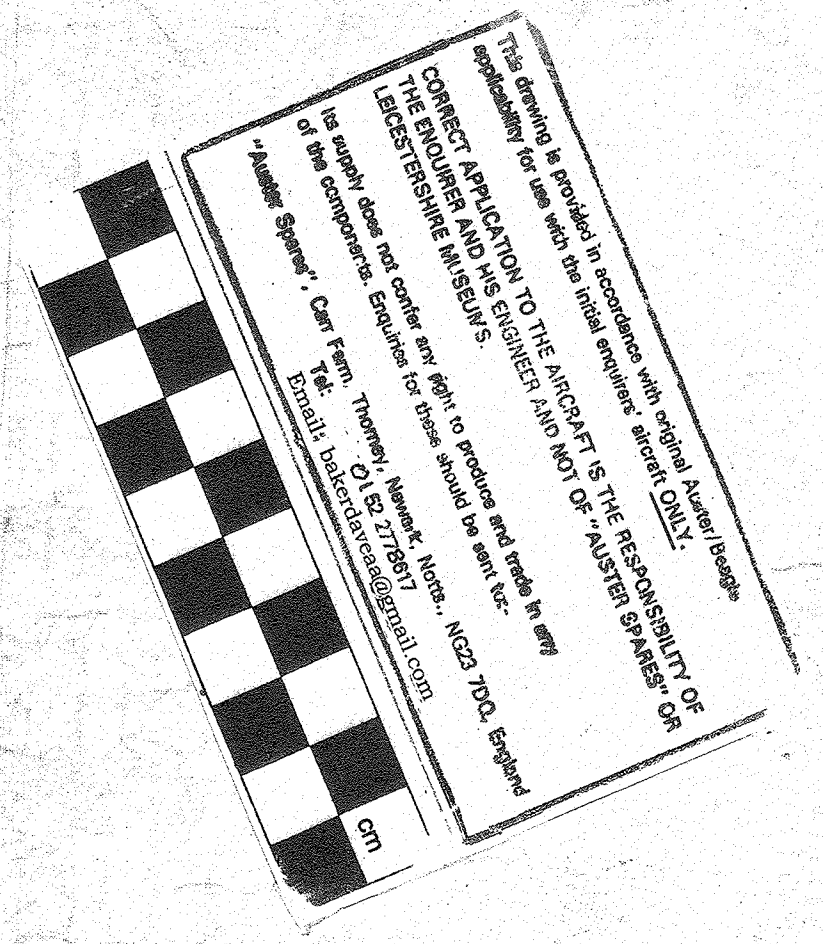 This drawing is provided in accordance with original Auster/Beagle
applicability for use with the initial enquirers' aircraft ONLY.
CORRECT APPLICATION TO THE AIRCRAFT IS THE RESPONSIBILITY OF
THE ENQUIRER AND HIS ENGINEER AND NOT OF "AUSTER SPARES" OR
LEICESTERSHIRE MUSEUMS.
Its supply does not confer any right to produce and trade in any
of the components. Enquiries for these should be sent to:-
"Auster Spares", Carr Farm, Thorney, Newark, Notts., NG23 7DQ, England
Tel: 01522778617
Email: bakerdaveaa@gmail.com
cm